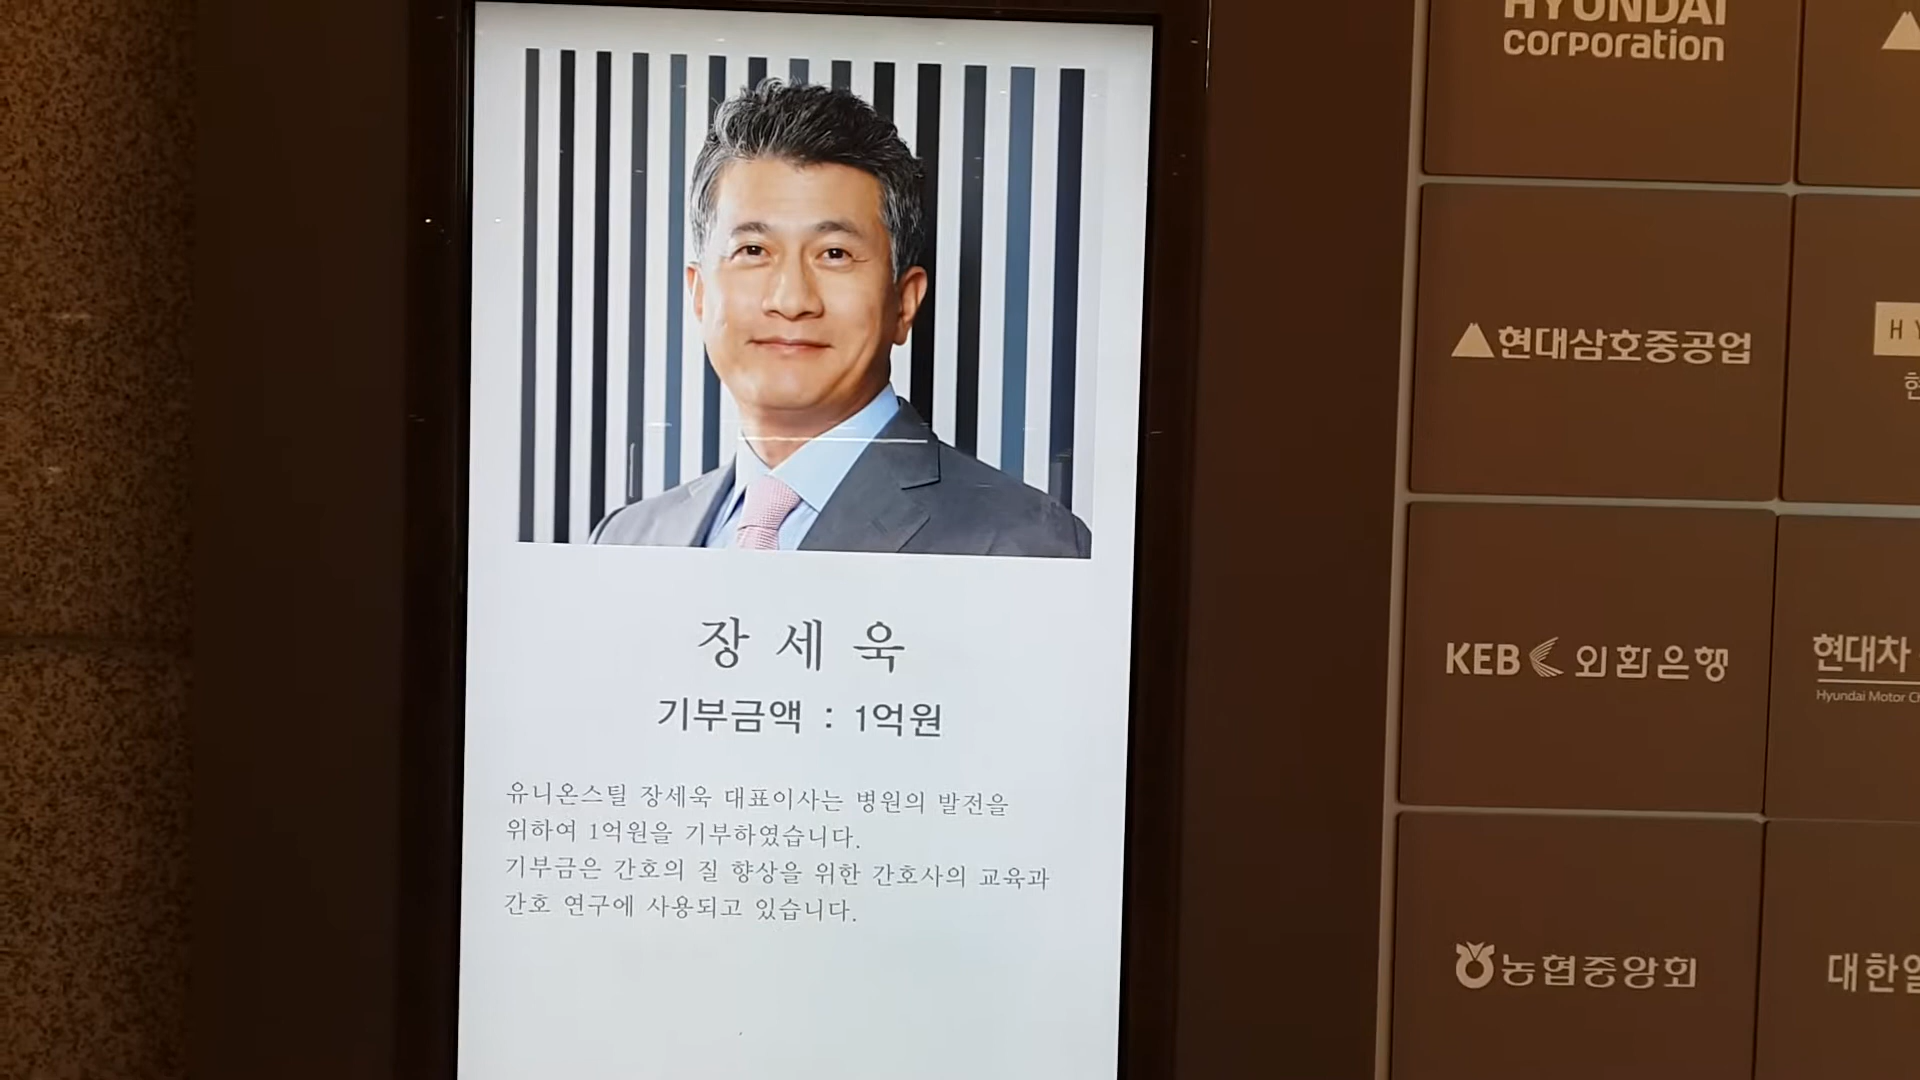 장 세 욱
기부금액 : 1억원
유니온스틸 장세욱 대표이사는 병원의 발전을
위하여 1억원을 기부하였습니다.
기부금은 간호의 질 향상을 위한 간호사의 교육과
간호 연구에 사용되고 있습니다.
HYUNDAI
corporation
현대삼호중공업
KEB 외환은행
현대차
Hyundai Motor
농협중앙회